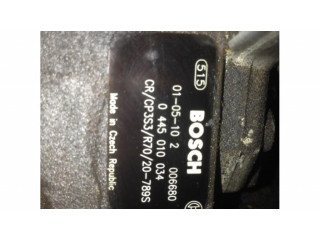 515
01-05-10 2 006680
BOSCH
0 445 010 034
CR/CP3S3/R70/20-789S
Made in Czech Republic